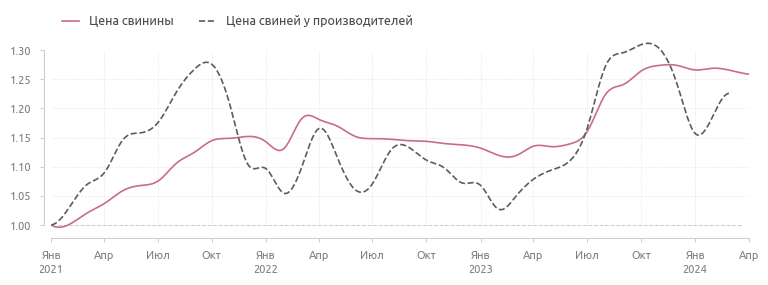 Цена свинины
Цена свиней у производителей
1.30
1.25
1.20
1.15
1.10
1.05
1.00
Янв Апр Июл Окт Янв Апр Июл Окт Янв Апр Июл Окт Янв Апр
2021 2022 2023 2024